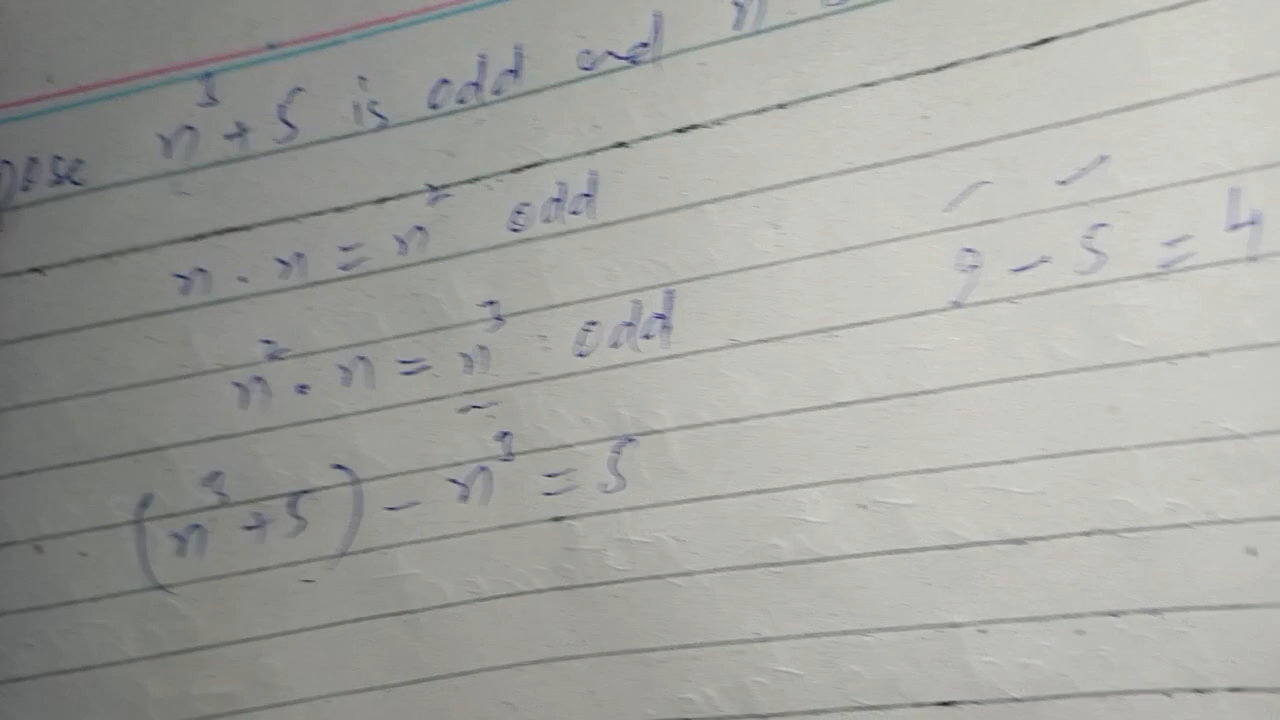 n³ + 5 is odd and n
n . n = n² odd
9 - 5 = 4
n² . n = n³ odd
(n³ + 5) - n³ = 5